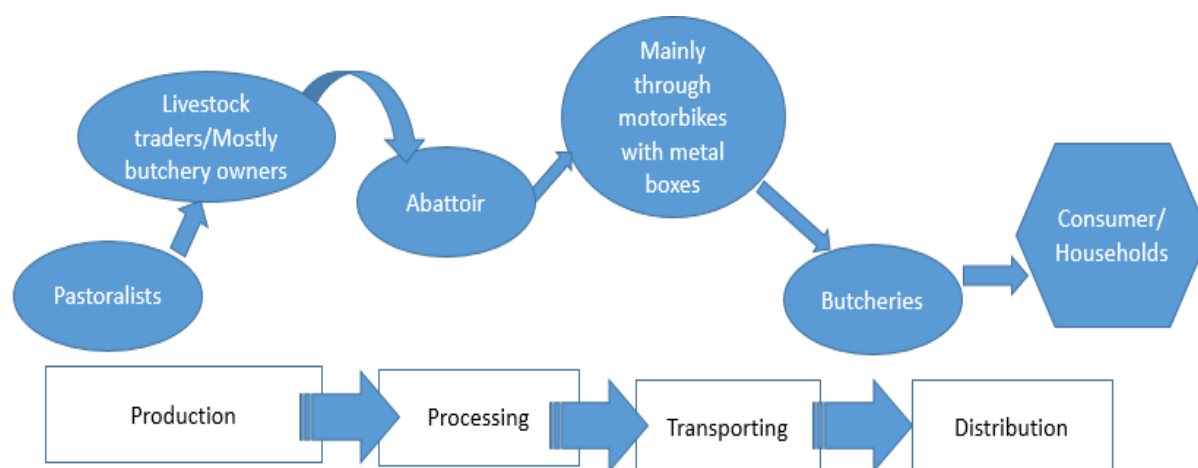 Pastoralists
Livestock
traders/Mostly
butchery owners
Abattoir
Mainly
through
motorbikes
with metal
boxes
Butcheries
Consumer/
Households
Production
Processing
Transporting
Distribution